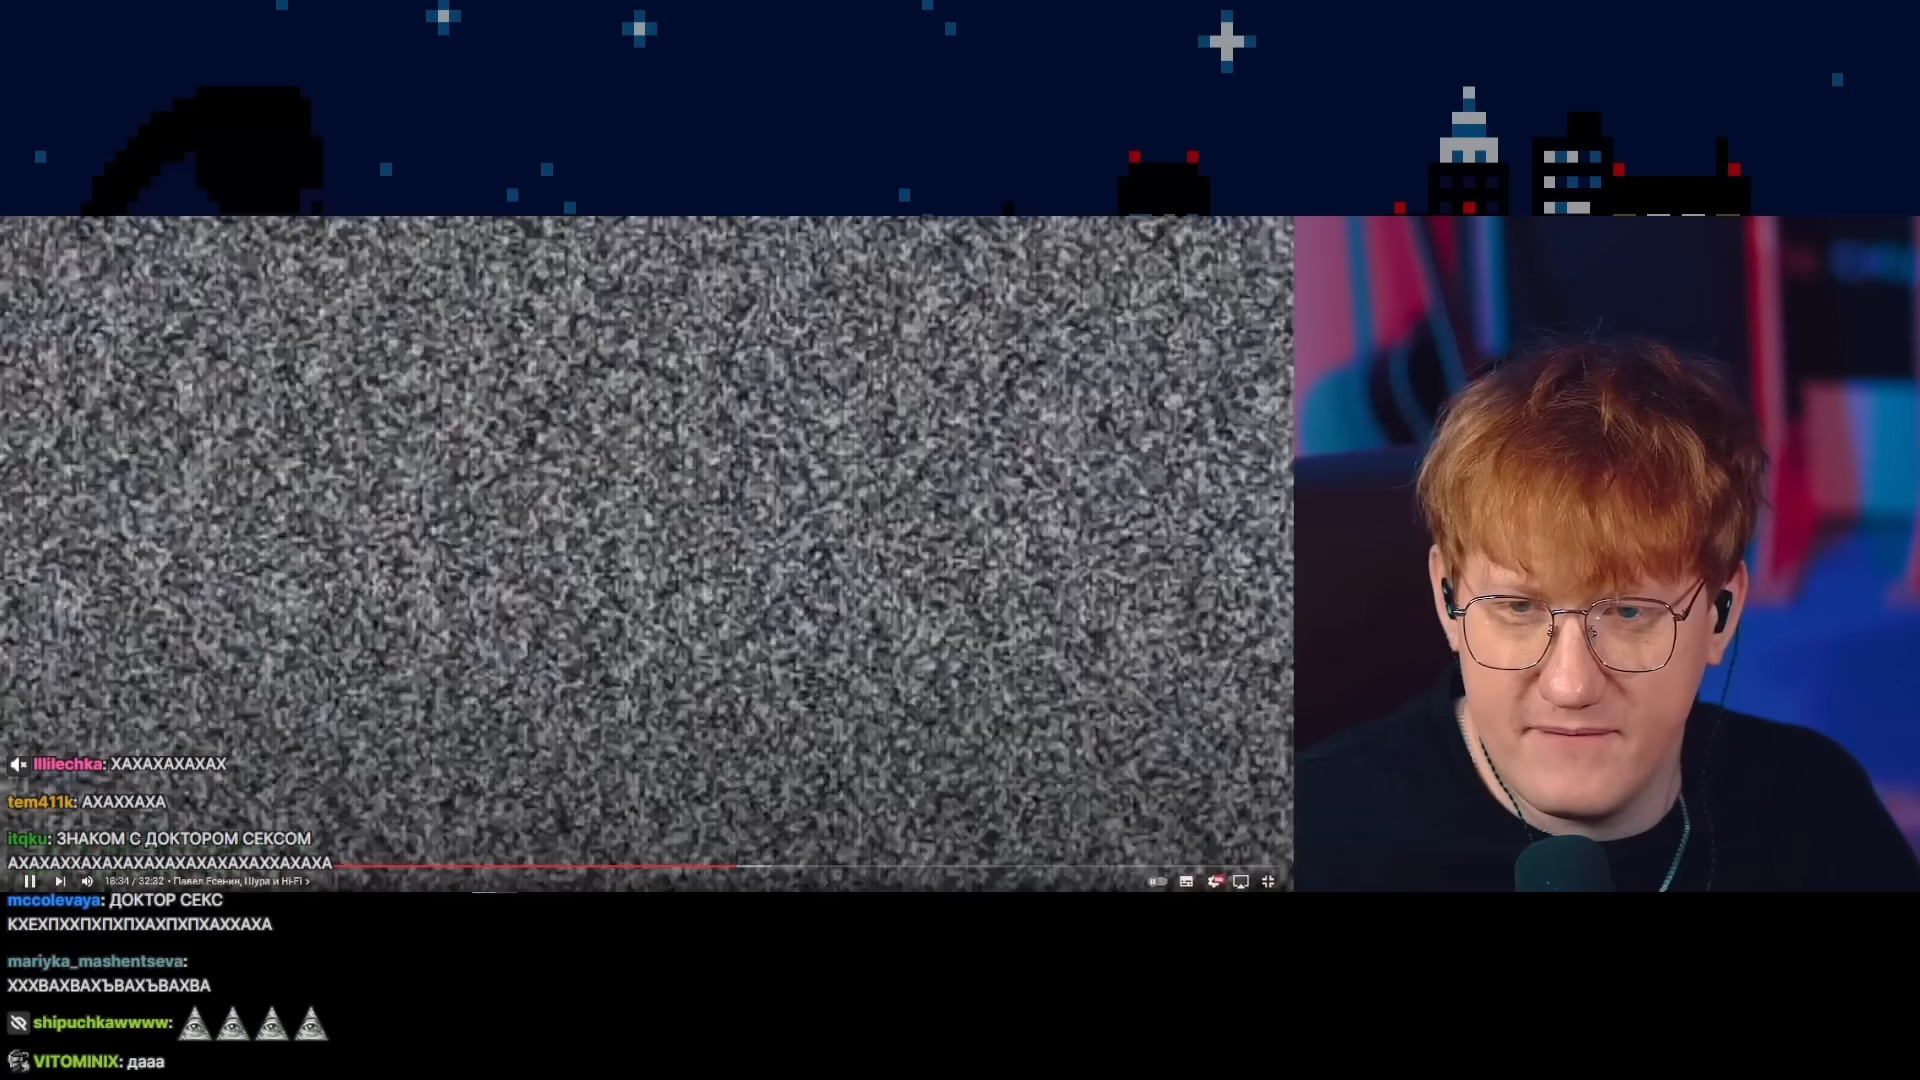 lllilechka: ХАХАХАХАХАХ
tem411k: АХАХХАХА
itqku: ЗНАКОМ С ДОКТОРОМ СЕКСОМ
АХАХАХХАХАХАХАХАХАХАХАХАХХАХАХА
18:34 / 32:32 • Павел Есенин, Шура и Hi-Fi >
mccolevaya: ДОКТОР СЕКС
КХЕХПХХПХПХПХАХПХПХАХХАХА
mariyka_mashentseva:
ХХХВАХВАХЪВАХЪВАХВА
shipuchkawwww:
VITOMINIX: дааа